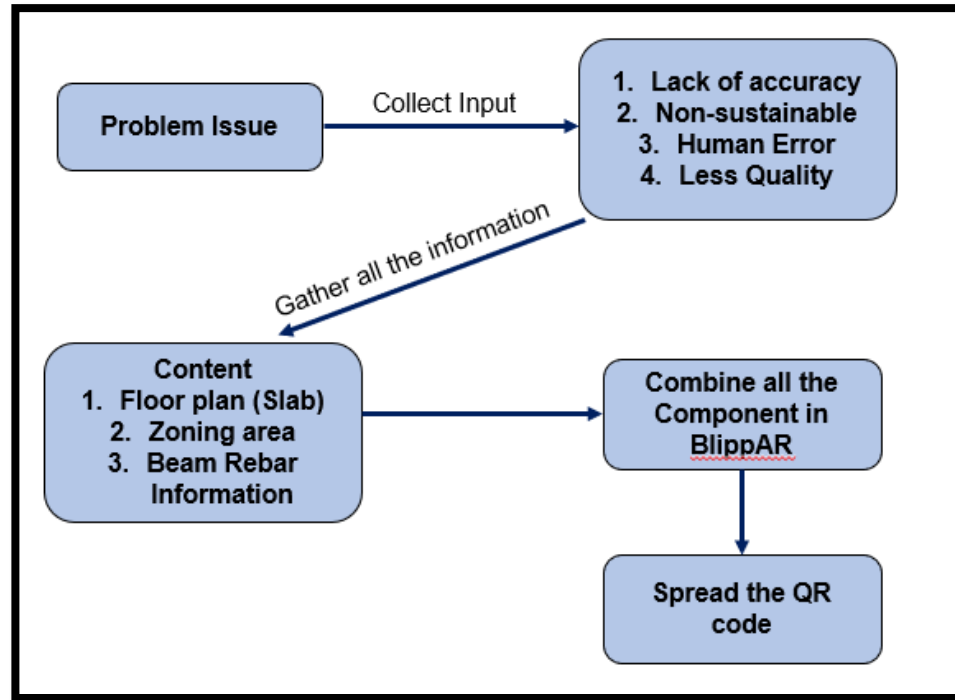 Problem Issue
Collect Input
1. Lack of accuracy
2. Non-sustainable
3. Human Error
4. Less Quality
Gather all the information
Content
1. Floor plan (Slab)
2. Zoning area
3. Beam Rebar
Information
Combine all the
Component in
BlippAR
Spread the QR
code